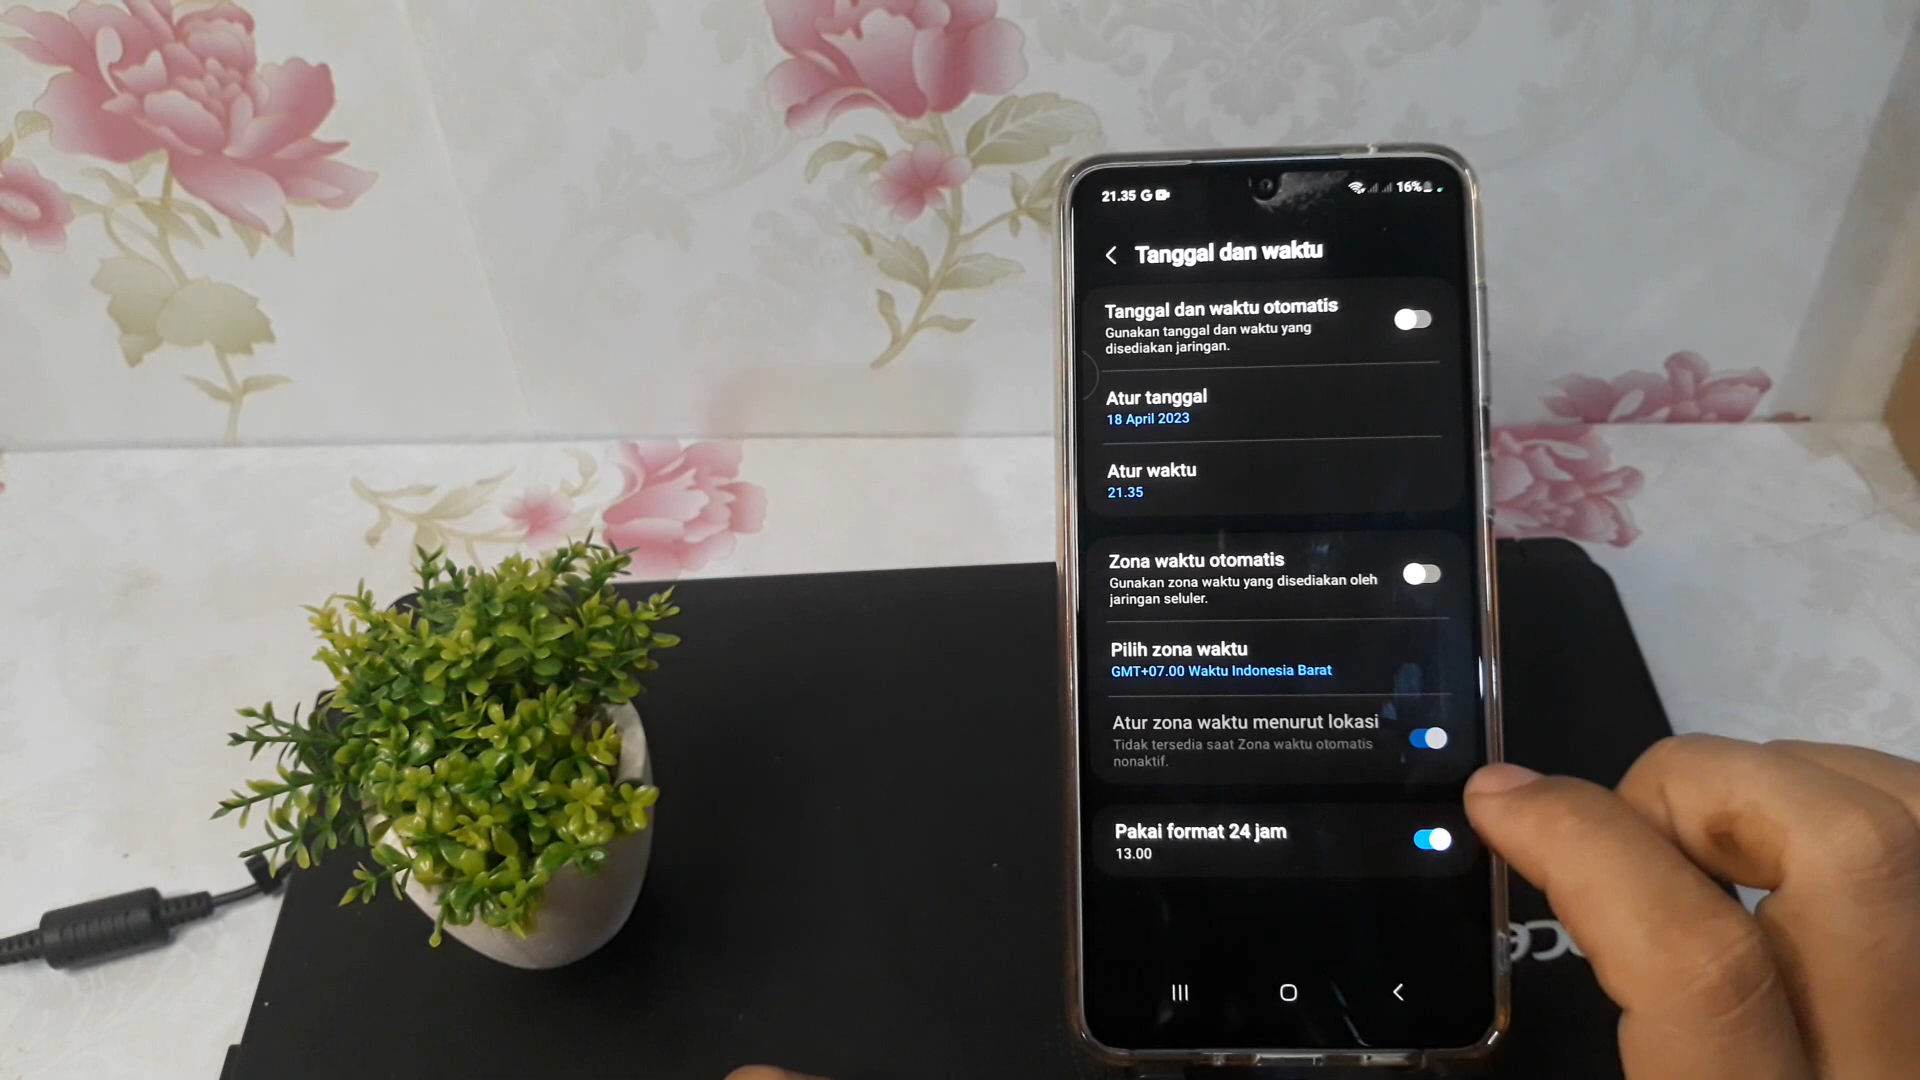 21.35 G
16%
Tanggal dan waktu
Tanggal dan waktu otomatis
Gunakan tanggal dan waktu yang
disediakan jaringan.
Atur tanggal
18 April 2023
Atur waktu
21.35
Zona waktu otomatis
Gunakan zona waktu yang disediakan oleh
jaringan seluler.
Pilih zona waktu
GMT+07.00 Waktu Indonesia Barat
Atur zona waktu menurut lokasi
Tidak tersedia saat Zona waktu otomatis
nonaktif.
Pakai format 24 jam
13.00